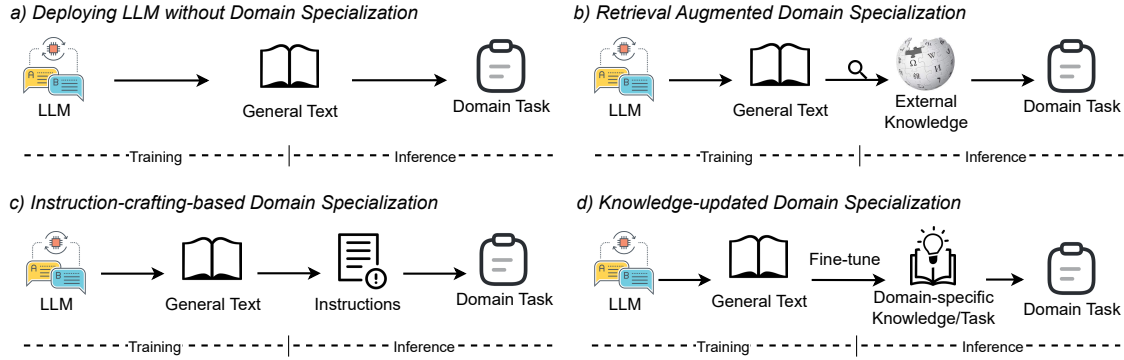 a) Deploying LLM without Domain Specialization
LLM
General Text
Domain Task
Training
Inference
b) Retrieval Augmented Domain Specialization
A
B
LLM
General Text
External
Knowledge
Domain Task
Training
Inference
c) Instruction-crafting-based Domain Specialization
A
B
LLM
General Text
Instructions
Domain Task
Training
Inference
d) Knowledge-updated Domain Specialization
A
B
LLM
General Text
Fine-tune
Domain-specific
Knowledge/Task
Domain Task
Training
Inference